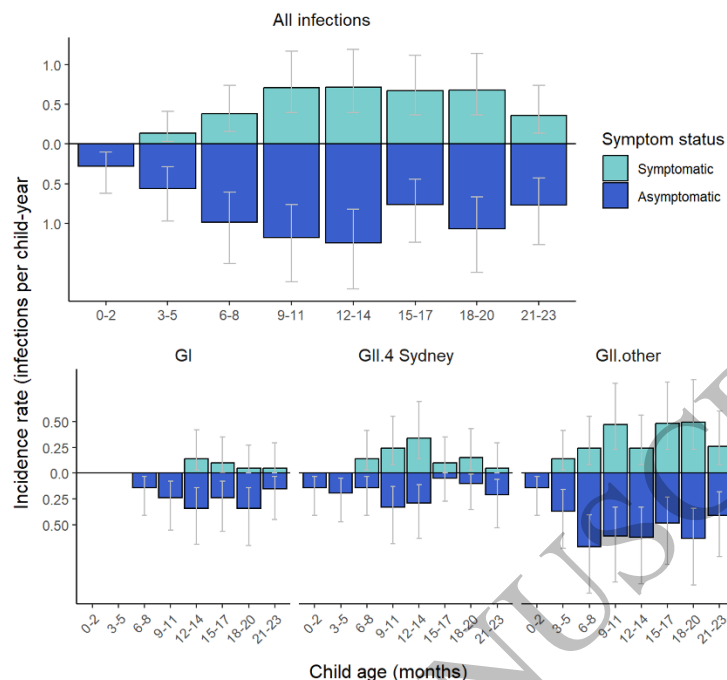 All infections
1.0
0.5
0.0
0.5
1.0
0-2 3-5 6-8 9-11 12-14 15-17 18-20 21-23
Symptom status
Symptomatic
Asymptomatic
Incidence rate (infections per child-year)
GI GII.4 Sydney GII.other
0.50
0.25
0.0
0.25
0.50
0-2 3-5 6-8 9-11 12-14 15-17 18-20 21-23 0-2 3-5 6-8 9-11 12-14 15-17 18-20 21-23 0-2 3-5 6-8 9-11 12-14 15-17 18-20 21-23
Child age (months)
NUSC